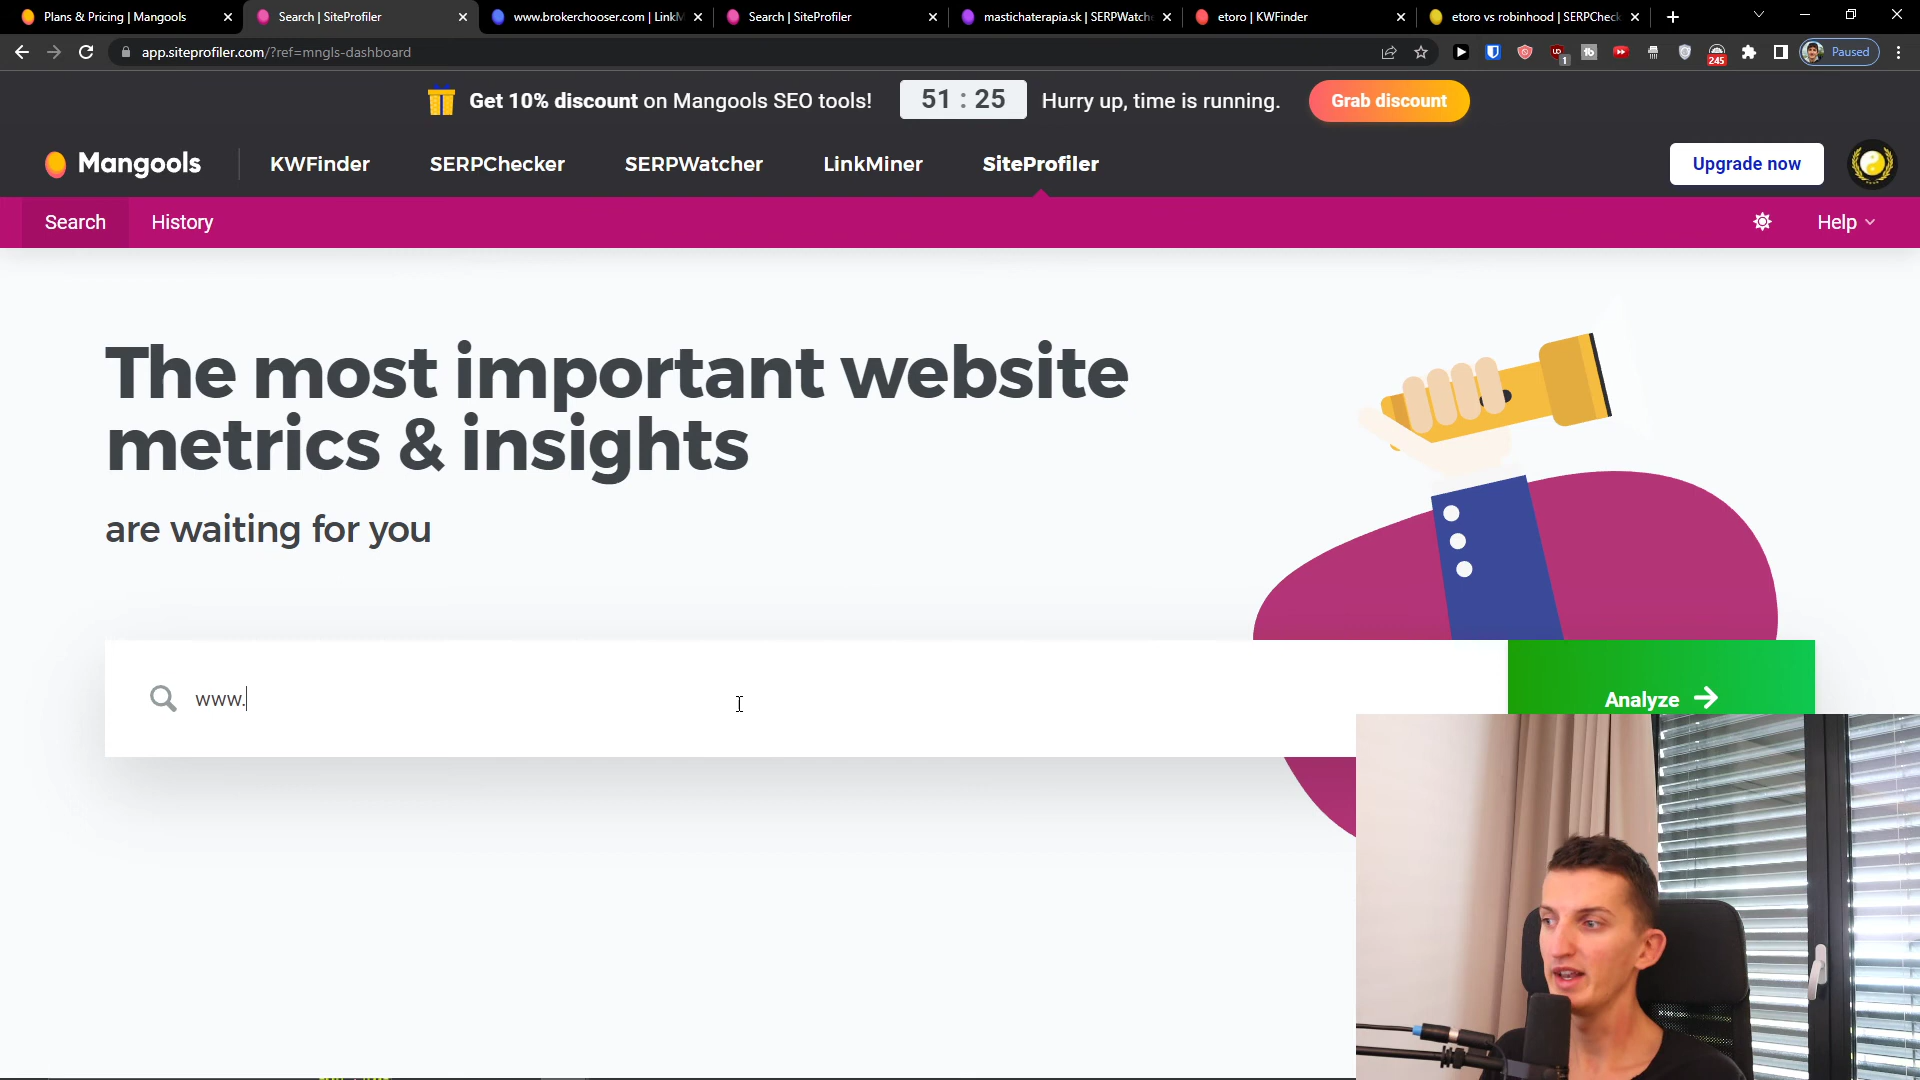 Plans & Pricing | Mangools
Search | SiteProfiler
www.brokerchooser.com | LinkM
Search | SiteProfiler
mastichaterapia.sk | SERPWatch
etoro | KWFinder
etoro vs robinhood | SERPCheck
app.siteprofiler.com/?ref=mngls-dashboard
1
245
Paused
Get 10% discount on Mangools SEO tools!
51 : 25
Hurry up, time is running.
Grab discount
Mangools
KWFinder
SERPChecker
SERPWatcher
LinkMiner
SiteProfiler
Upgrade now
Search
History
Help
The most important website
metrics & insights
are waiting for you
www.
Analyze